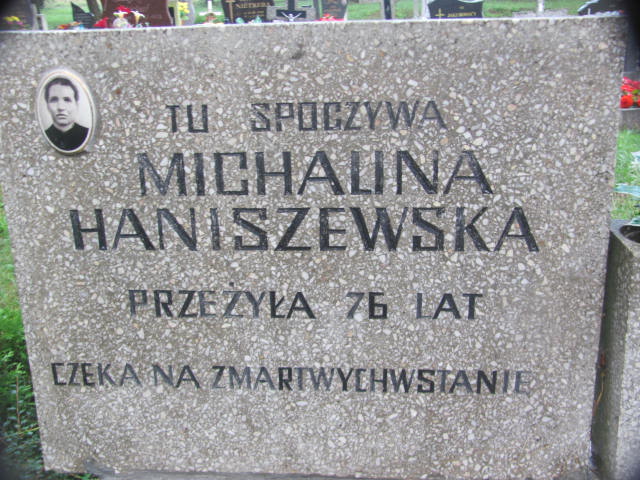 TU SPOCZYWA
MICHALINA
HANISZEWSKA
PRZEŻYŁA 76 LAT
CZEKA NA ZMARTWYCHWSTANIE